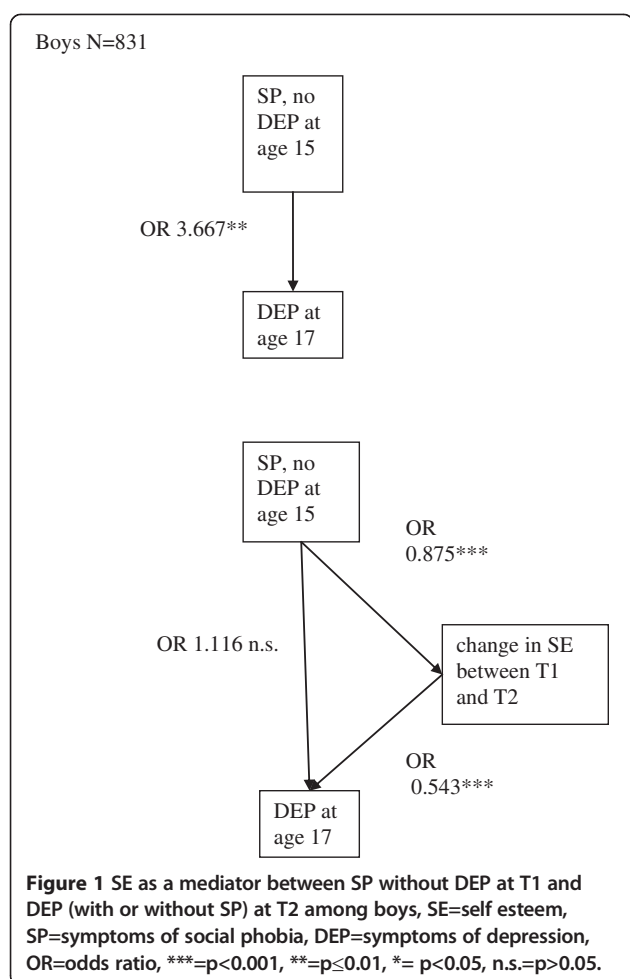 Boys N=831
SP, no
DEP at
age 15
OR 3.667**
DEP at
age 17
SP, no
DEP at
age 15
OR
0.875***
OR 1.116 n.s.
change in SE
between T1
and T2
OR
0.543***
DEP at
age 17
Figure 1 SE as a mediator between SP without DEP at T1 and
DEP (with or without SP) at T2 among boys, SE=self esteem,
SP=symptoms of social phobia, DEP=symptoms of depression,
OR=odds ratio, ***=p<0.001, **=p≤0.01, *= p<0.05, n.s.=p>0.05.